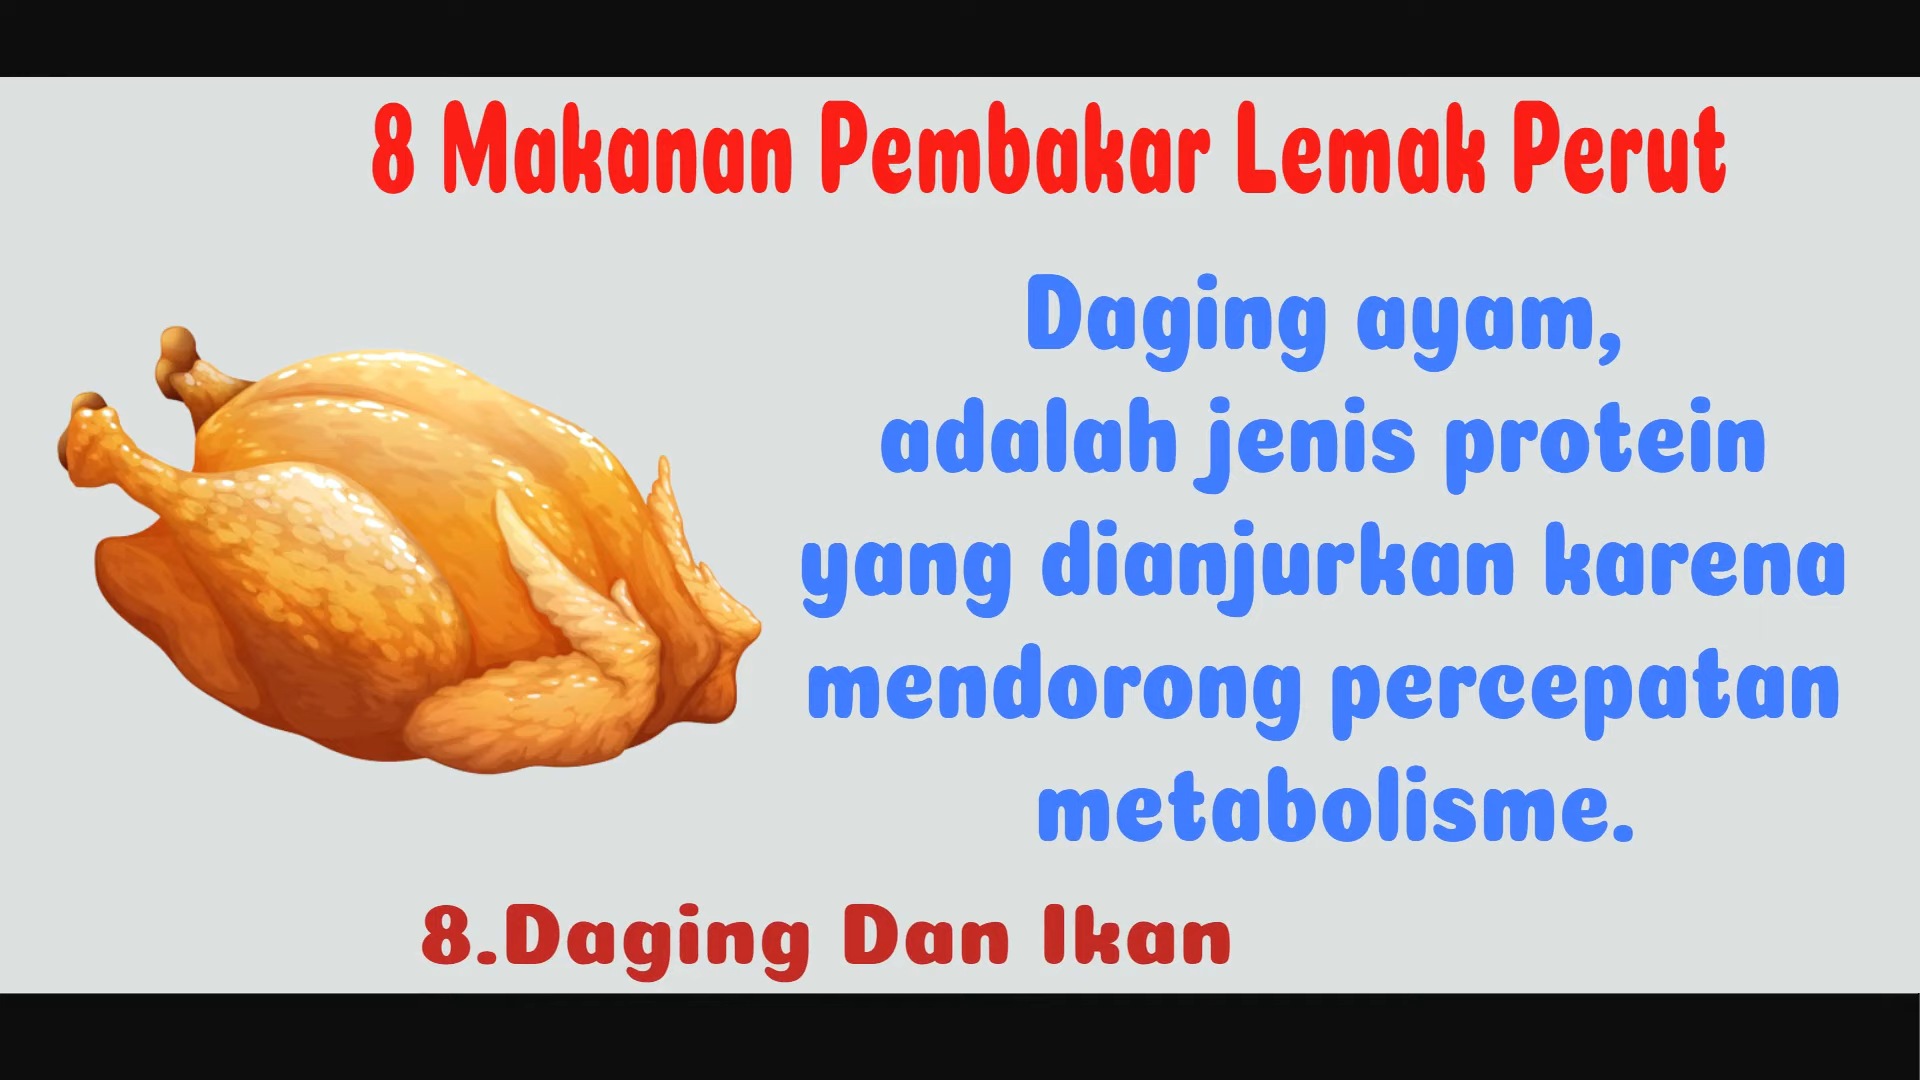 8 Makanan Pembakar Lemak Perut
Daging ayam,
adalah jenis protein
yang dianjurkan karena
mendorong percepatan
metabolisme.
8.Daging Dan Ikan